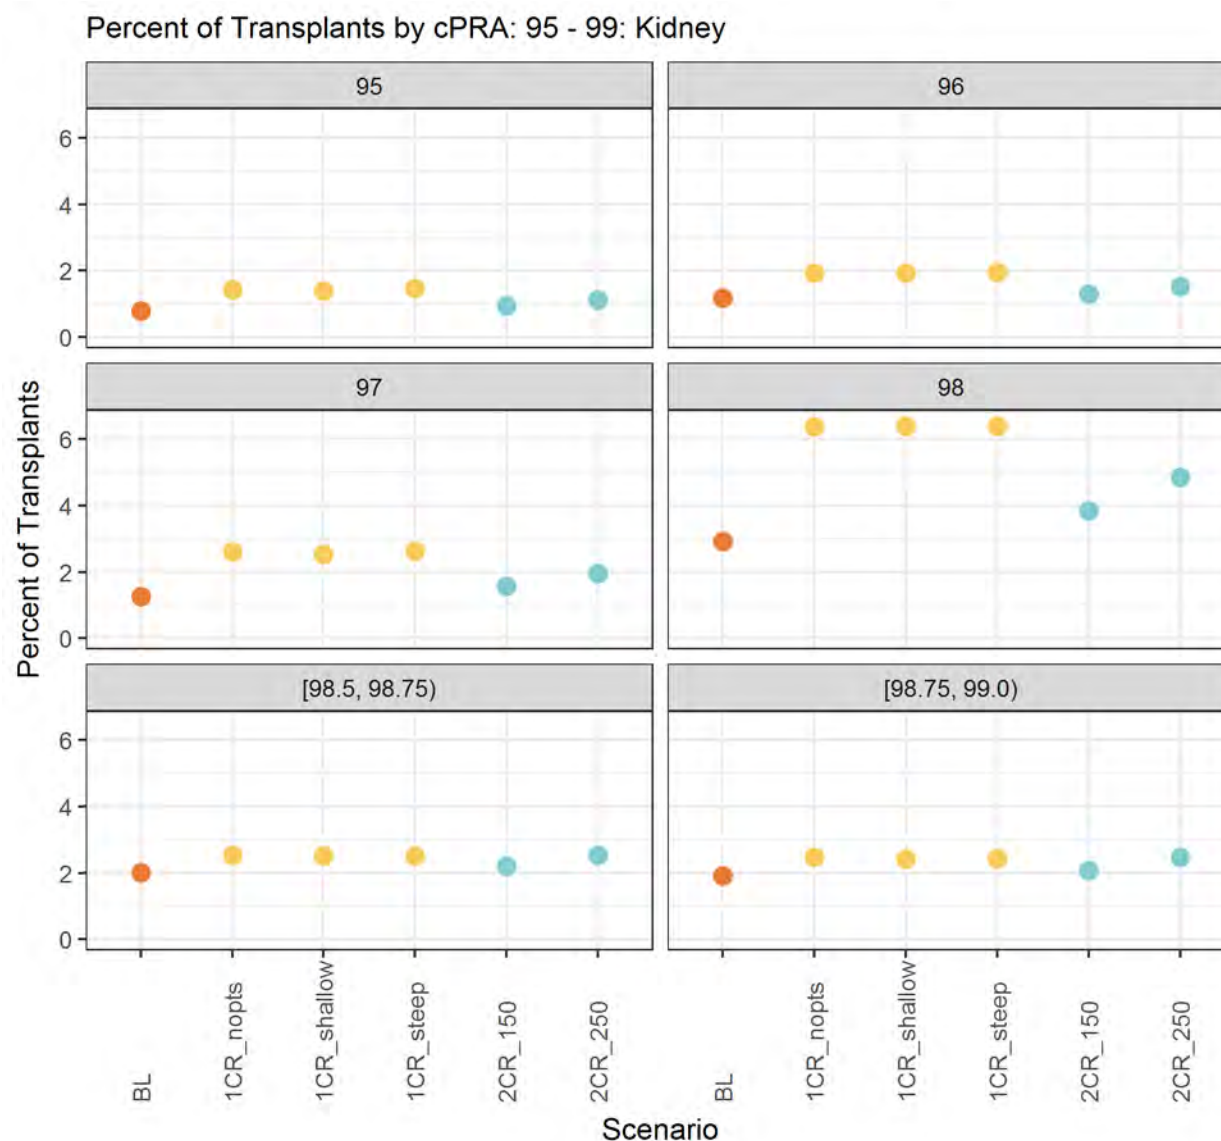 Percent of Transplants by cPRA: 95 - 99: Kidney
95
96
6
4
2
0
97
98
6
4
2
0
[98.5, 98.75)
[98.75, 99.0)
6
4
2
0
Percent of Transplants
BL
1CR_nopts
1CR_shallow
1CR_steep
2CR_150
2CR_250
BL
1CR_nopts
1CR_shallow
1CR_steep
2CR_150
2CR_250
Scenario